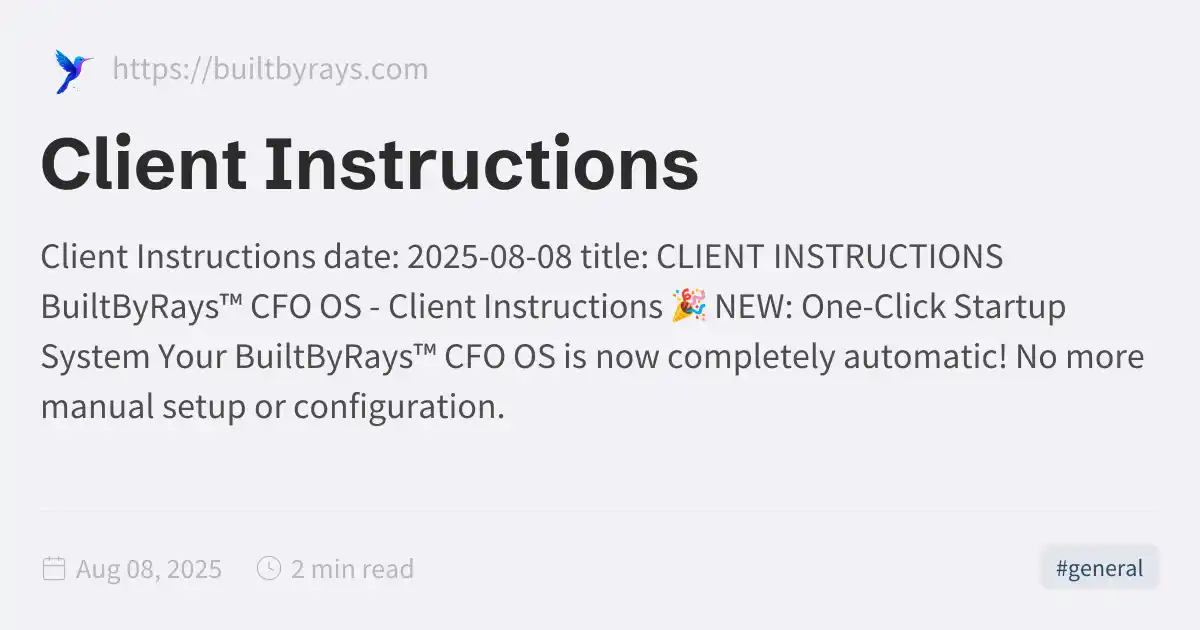 https://builtbyrays.com
Client Instructions
Client Instructions date: 2025-08-08 title: CLIENT INSTRUCTIONS
BuiltByRays™ CFO OS - Client Instructions 🎉 NEW: One-Click Startup
System Your BuiltByRays™ CFO OS is now completely automatic! No more
manual setup or configuration.
Aug 08, 2025
2 min read
#general